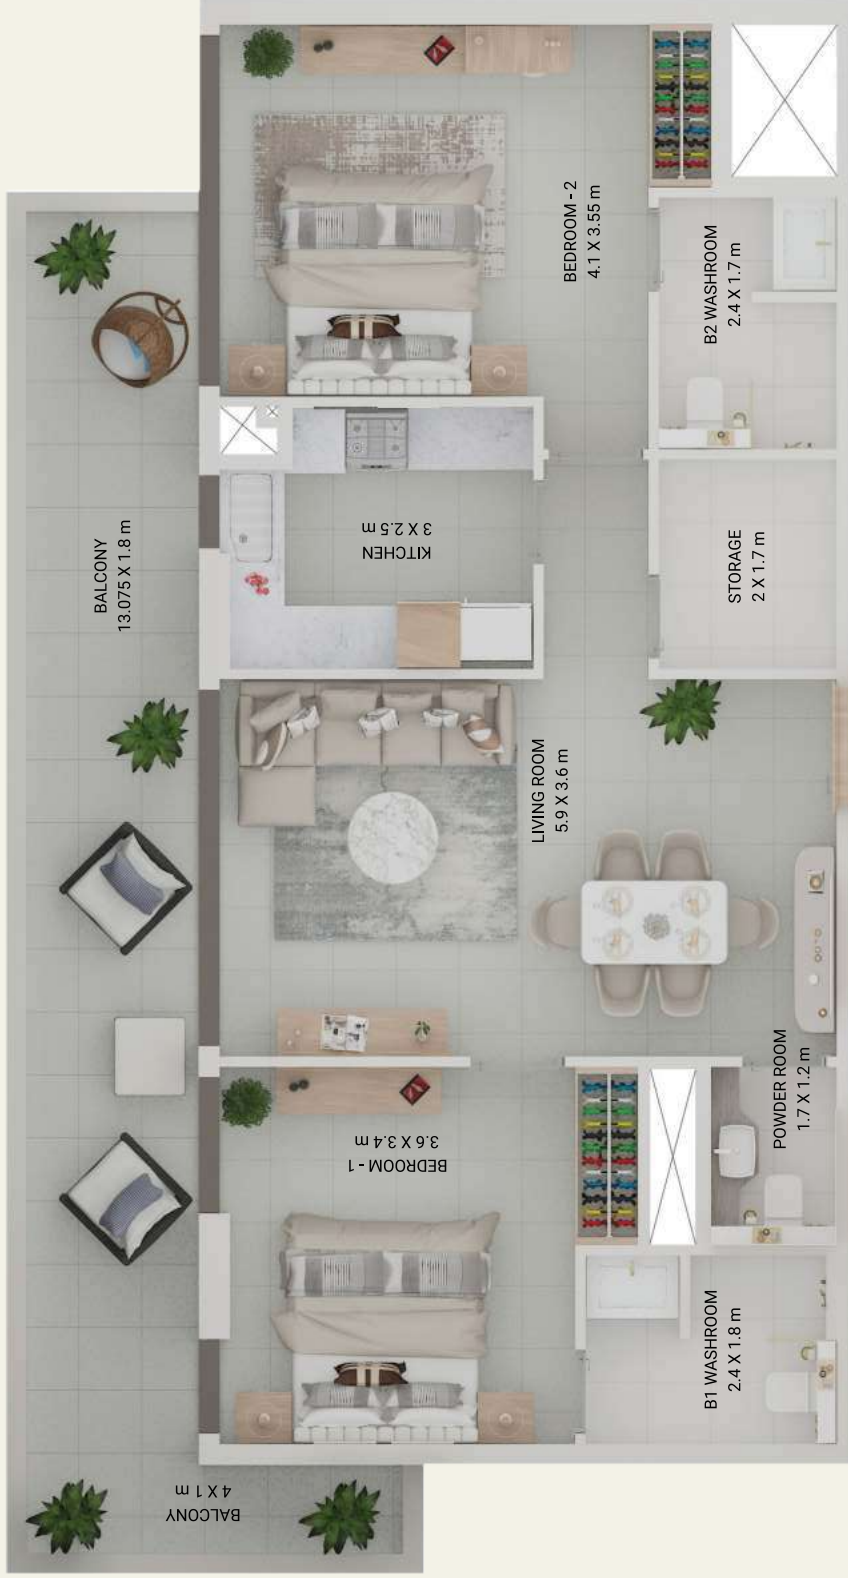 BEDROOM - 2
4.1 X 3.55 m
B2 WASHROOM
2.4 X 1.7 m
BALCONY
13.075 X 1.8 m
KITCHEN
3 X 2.5 m
STORAGE
2 X 1.7 m
LIVING ROOM
5.9 X 3.6 m
BEDROOM - 1
3.6 X 3.4 m
POWDER ROOM
1.7 X 1.2 m
B1 WASHROOM
2.4 X 1.8 m
BALCONY
4 X 1 m